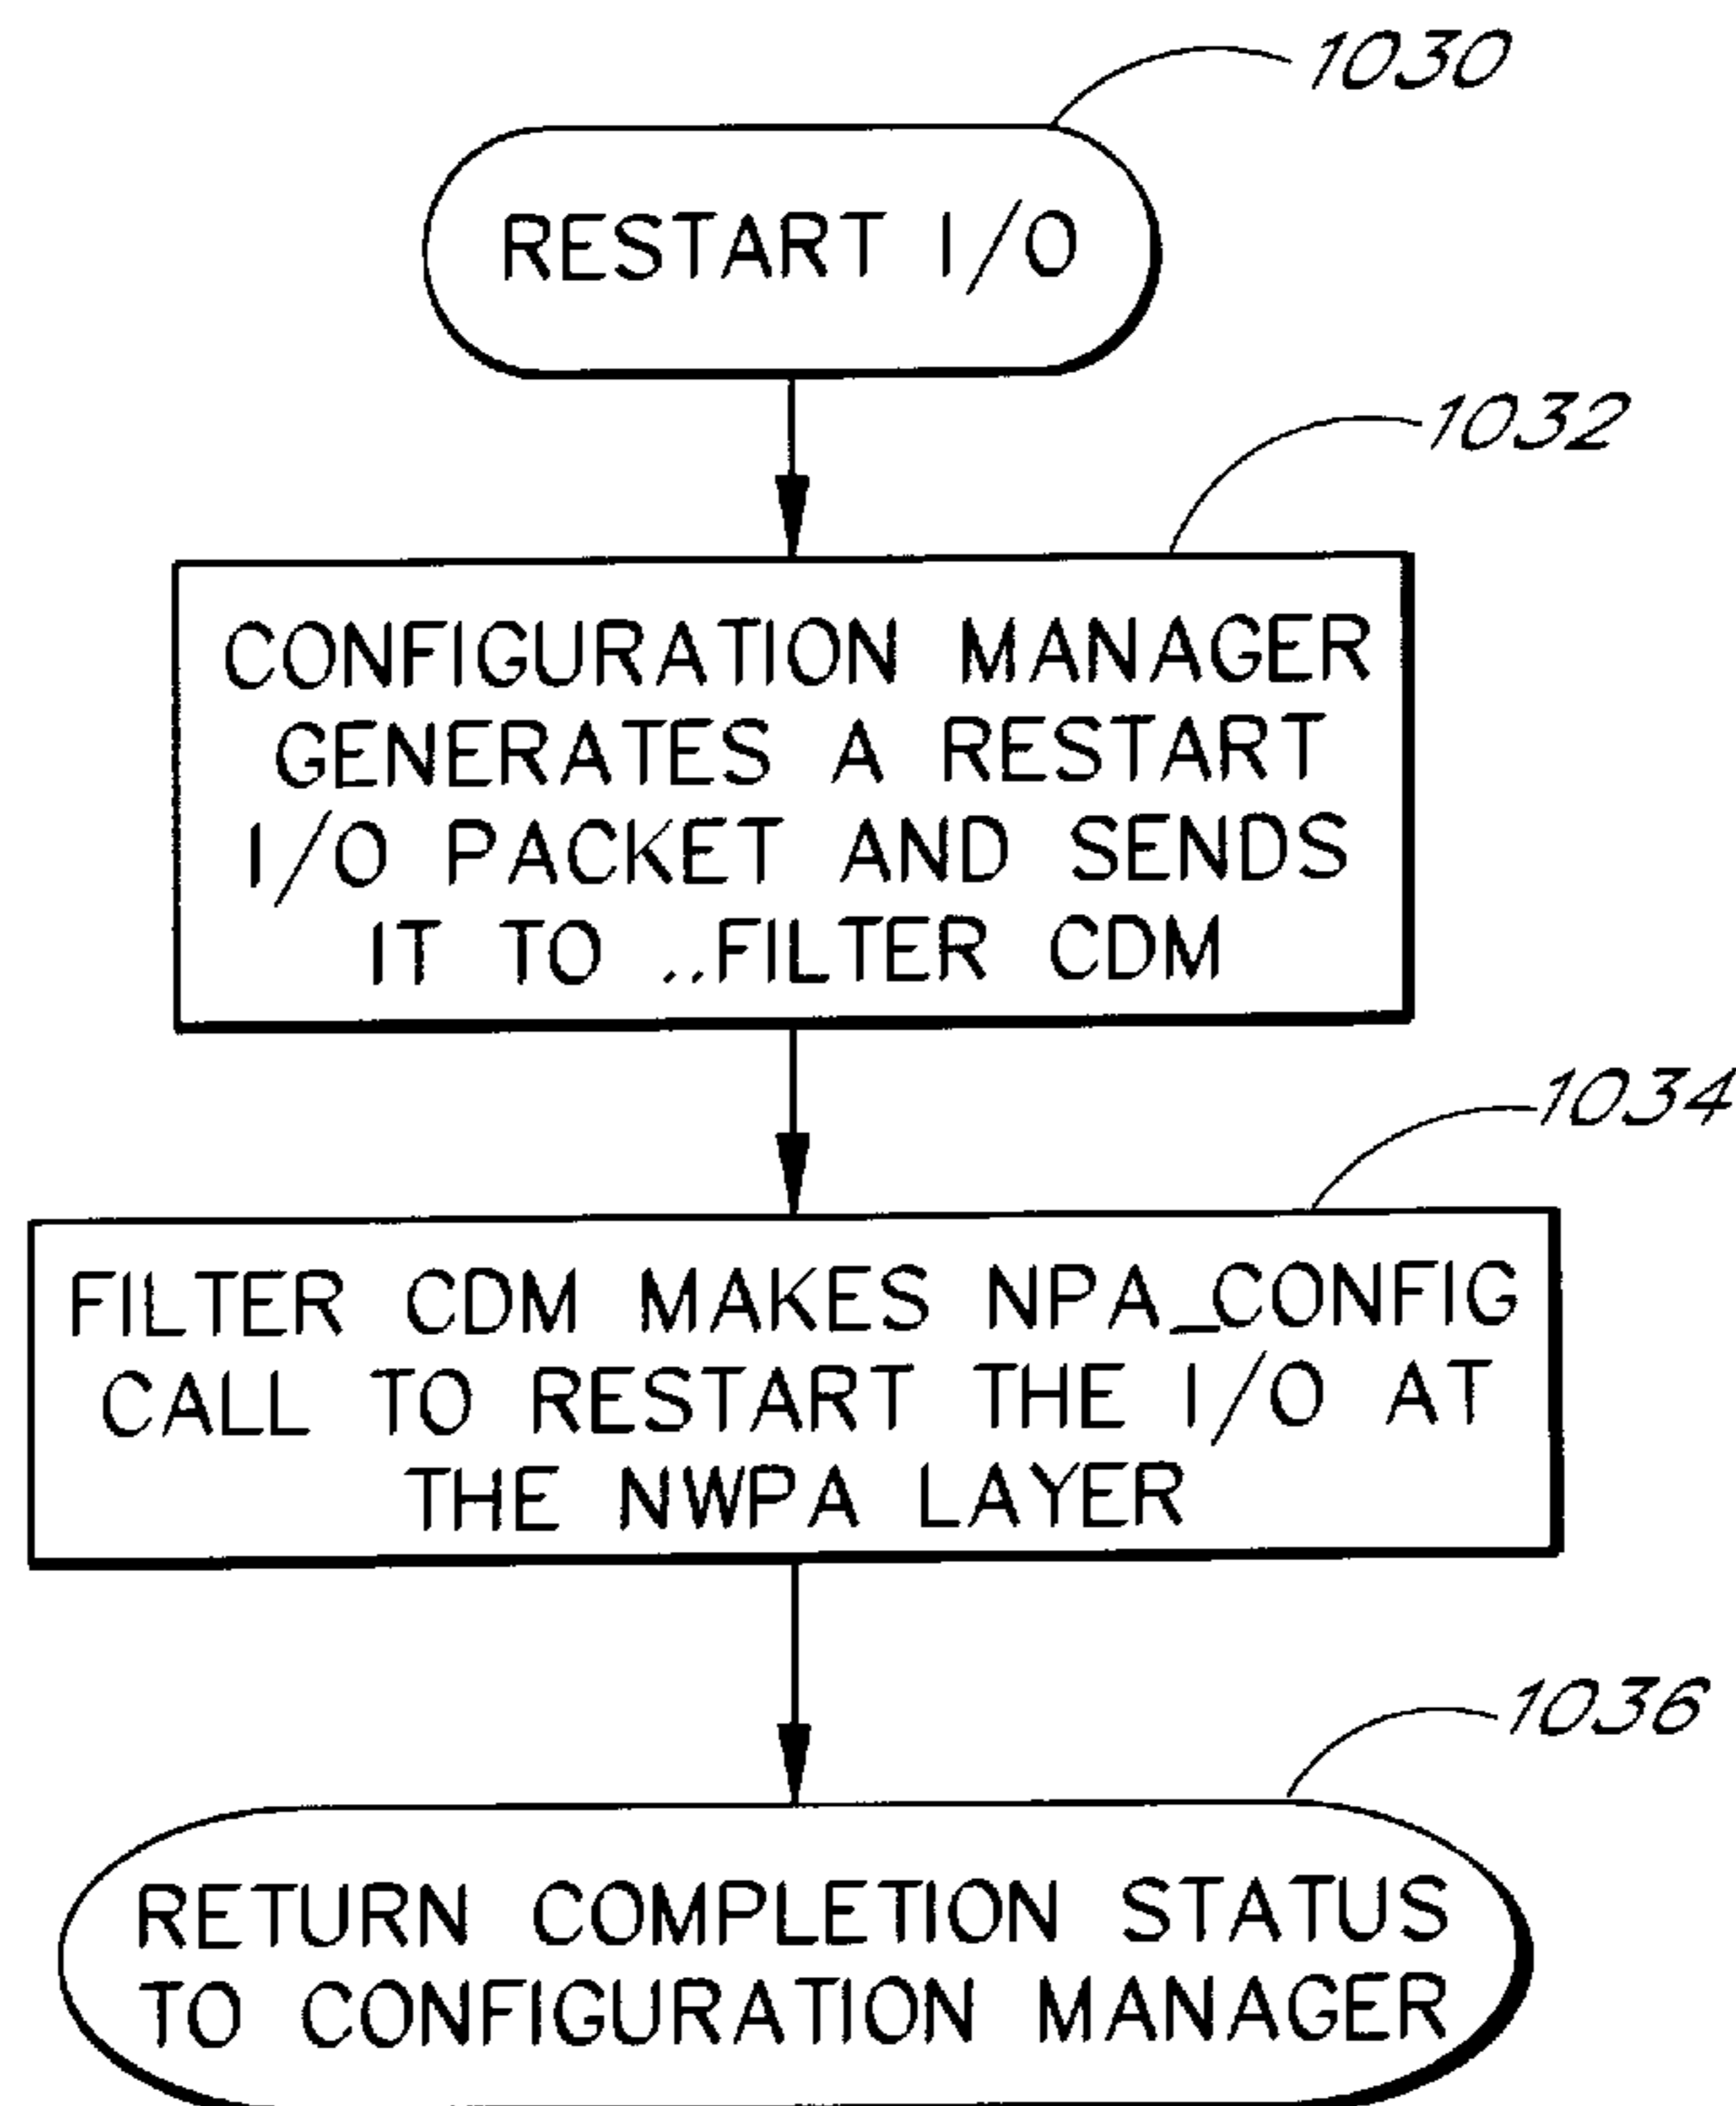 1030
RESTART I/O
1032
CONFIGURATION MANAGER
GENERATES A RESTART
I/O PACKET AND SENDS
IT TO ..FILTER CDM
1034
FILTER CDM MAKES NPA_CONFIG
CALL TO RESTART THE I/O AT
THE NWPA LAYER
1036
RETURN COMPLETION STATUS
TO CONFIGURATION MANAGER